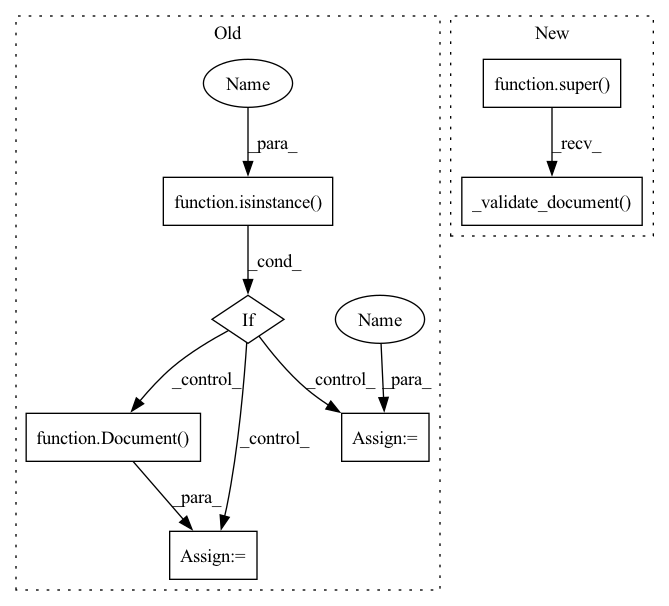 Old
New
Name
function.super()
_para_
_recv_
function.isinstance()
_validate_document()
_cond_
If
Name
_control_
_control_
_para_
_control_
function.Document()
Assign:=
_para_
Assign:=